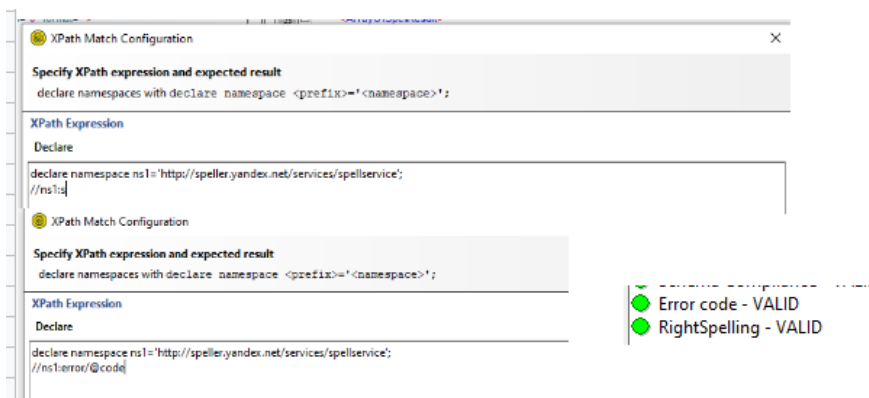 XPath Match Configuration
Specify XPath expression and expected result
declare namespaces with declare namespace <prefix>='<namespace>';
XPath Expression
Declare
declare namespace ns1='http://speller.yandex.net/services/spellservice';
//ns1:s
XPath Match Configuration
Specify XPath expression and expected result
declare namespaces with declare namespace <prefix>='<namespace>';
XPath Expression
Declare
declare namespace ns1='http://speller.yandex.net/services/spellservice';
//ns1:error/@code
Error code - VALID
RightSpelling - VALID